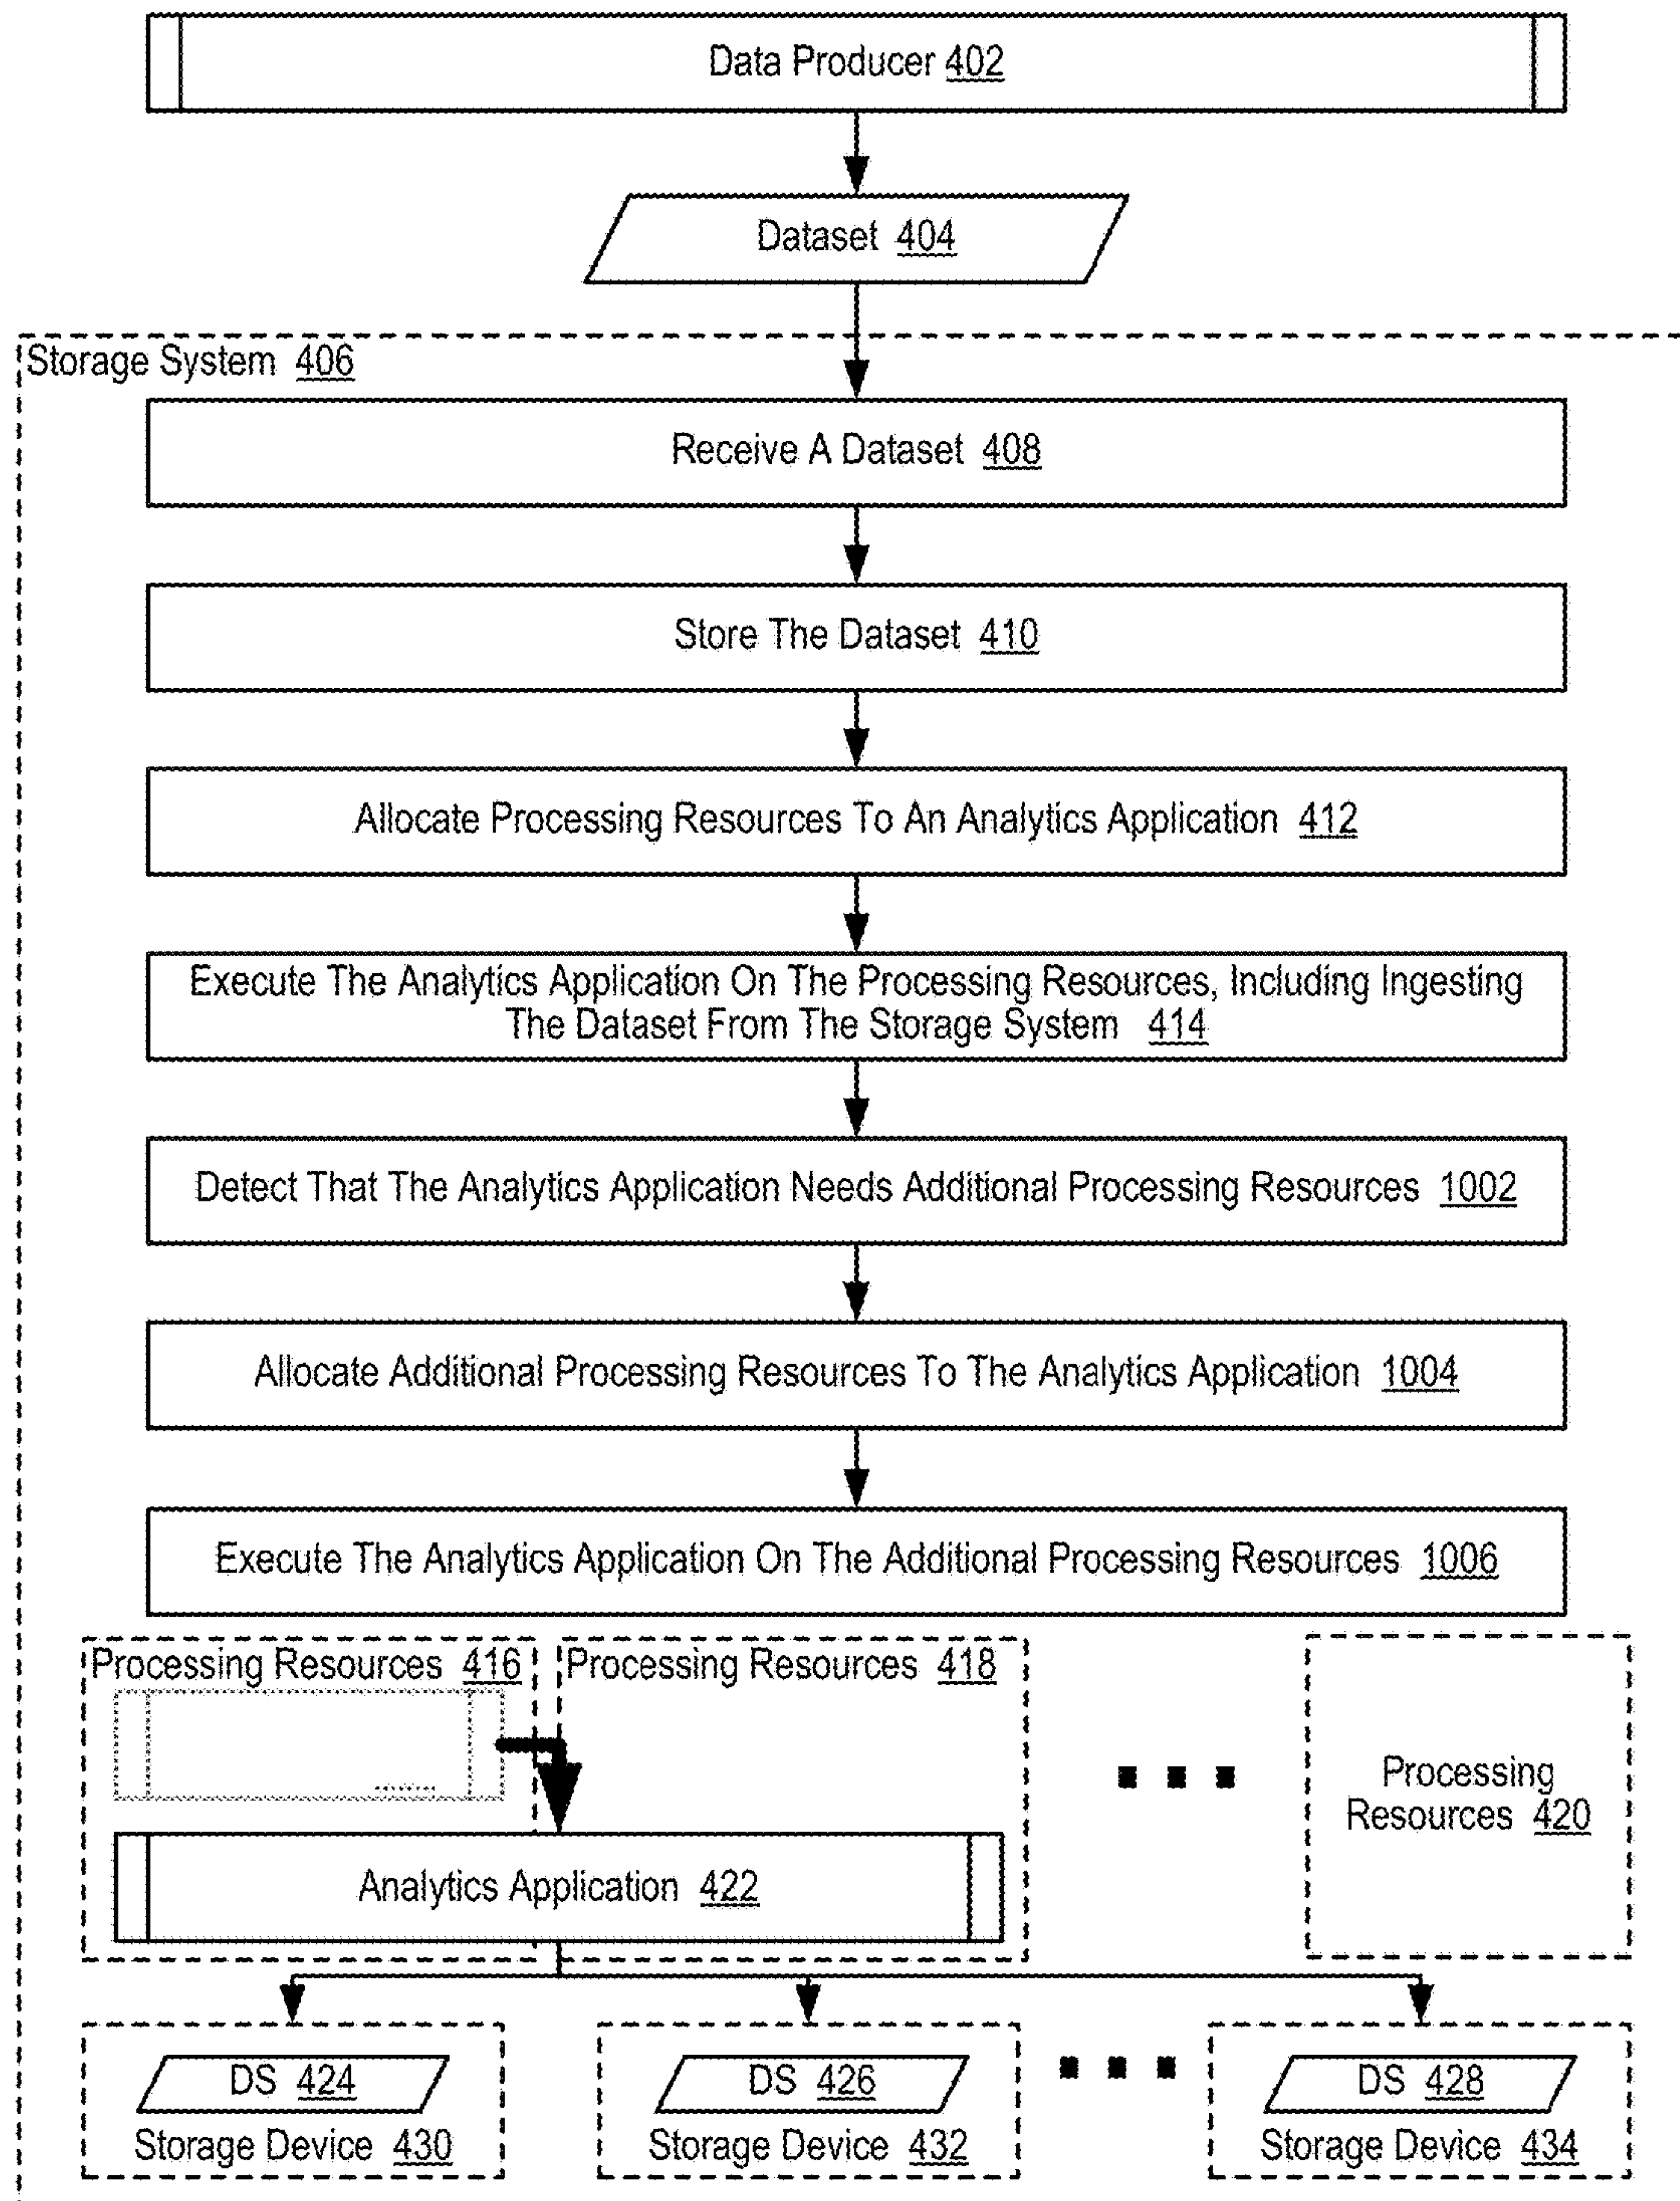 Data Producer 402
Dataset 404
Storage System 406
Receive A Dataset 408
Store The Dataset 410
Allocate Processing Resources To An Analytics Application 412
Execute The Analytics Application On The Processing Resources, Including Ingesting
The Dataset From The Storage System 414
Detect That The Analytics Application Needs Additional Processing Resources 1002
Allocate Additional Processing Resources To The Analytics Application 1004
Execute The Analytics Application On The Additional Processing Resources 1006
Processing Resources 416
Processing Resources 418
Processing
Resources 420
Analytics Application 422
DS 424
Storage Device 430
DS 426
Storage Device 432
DS 428
Storage Device 434